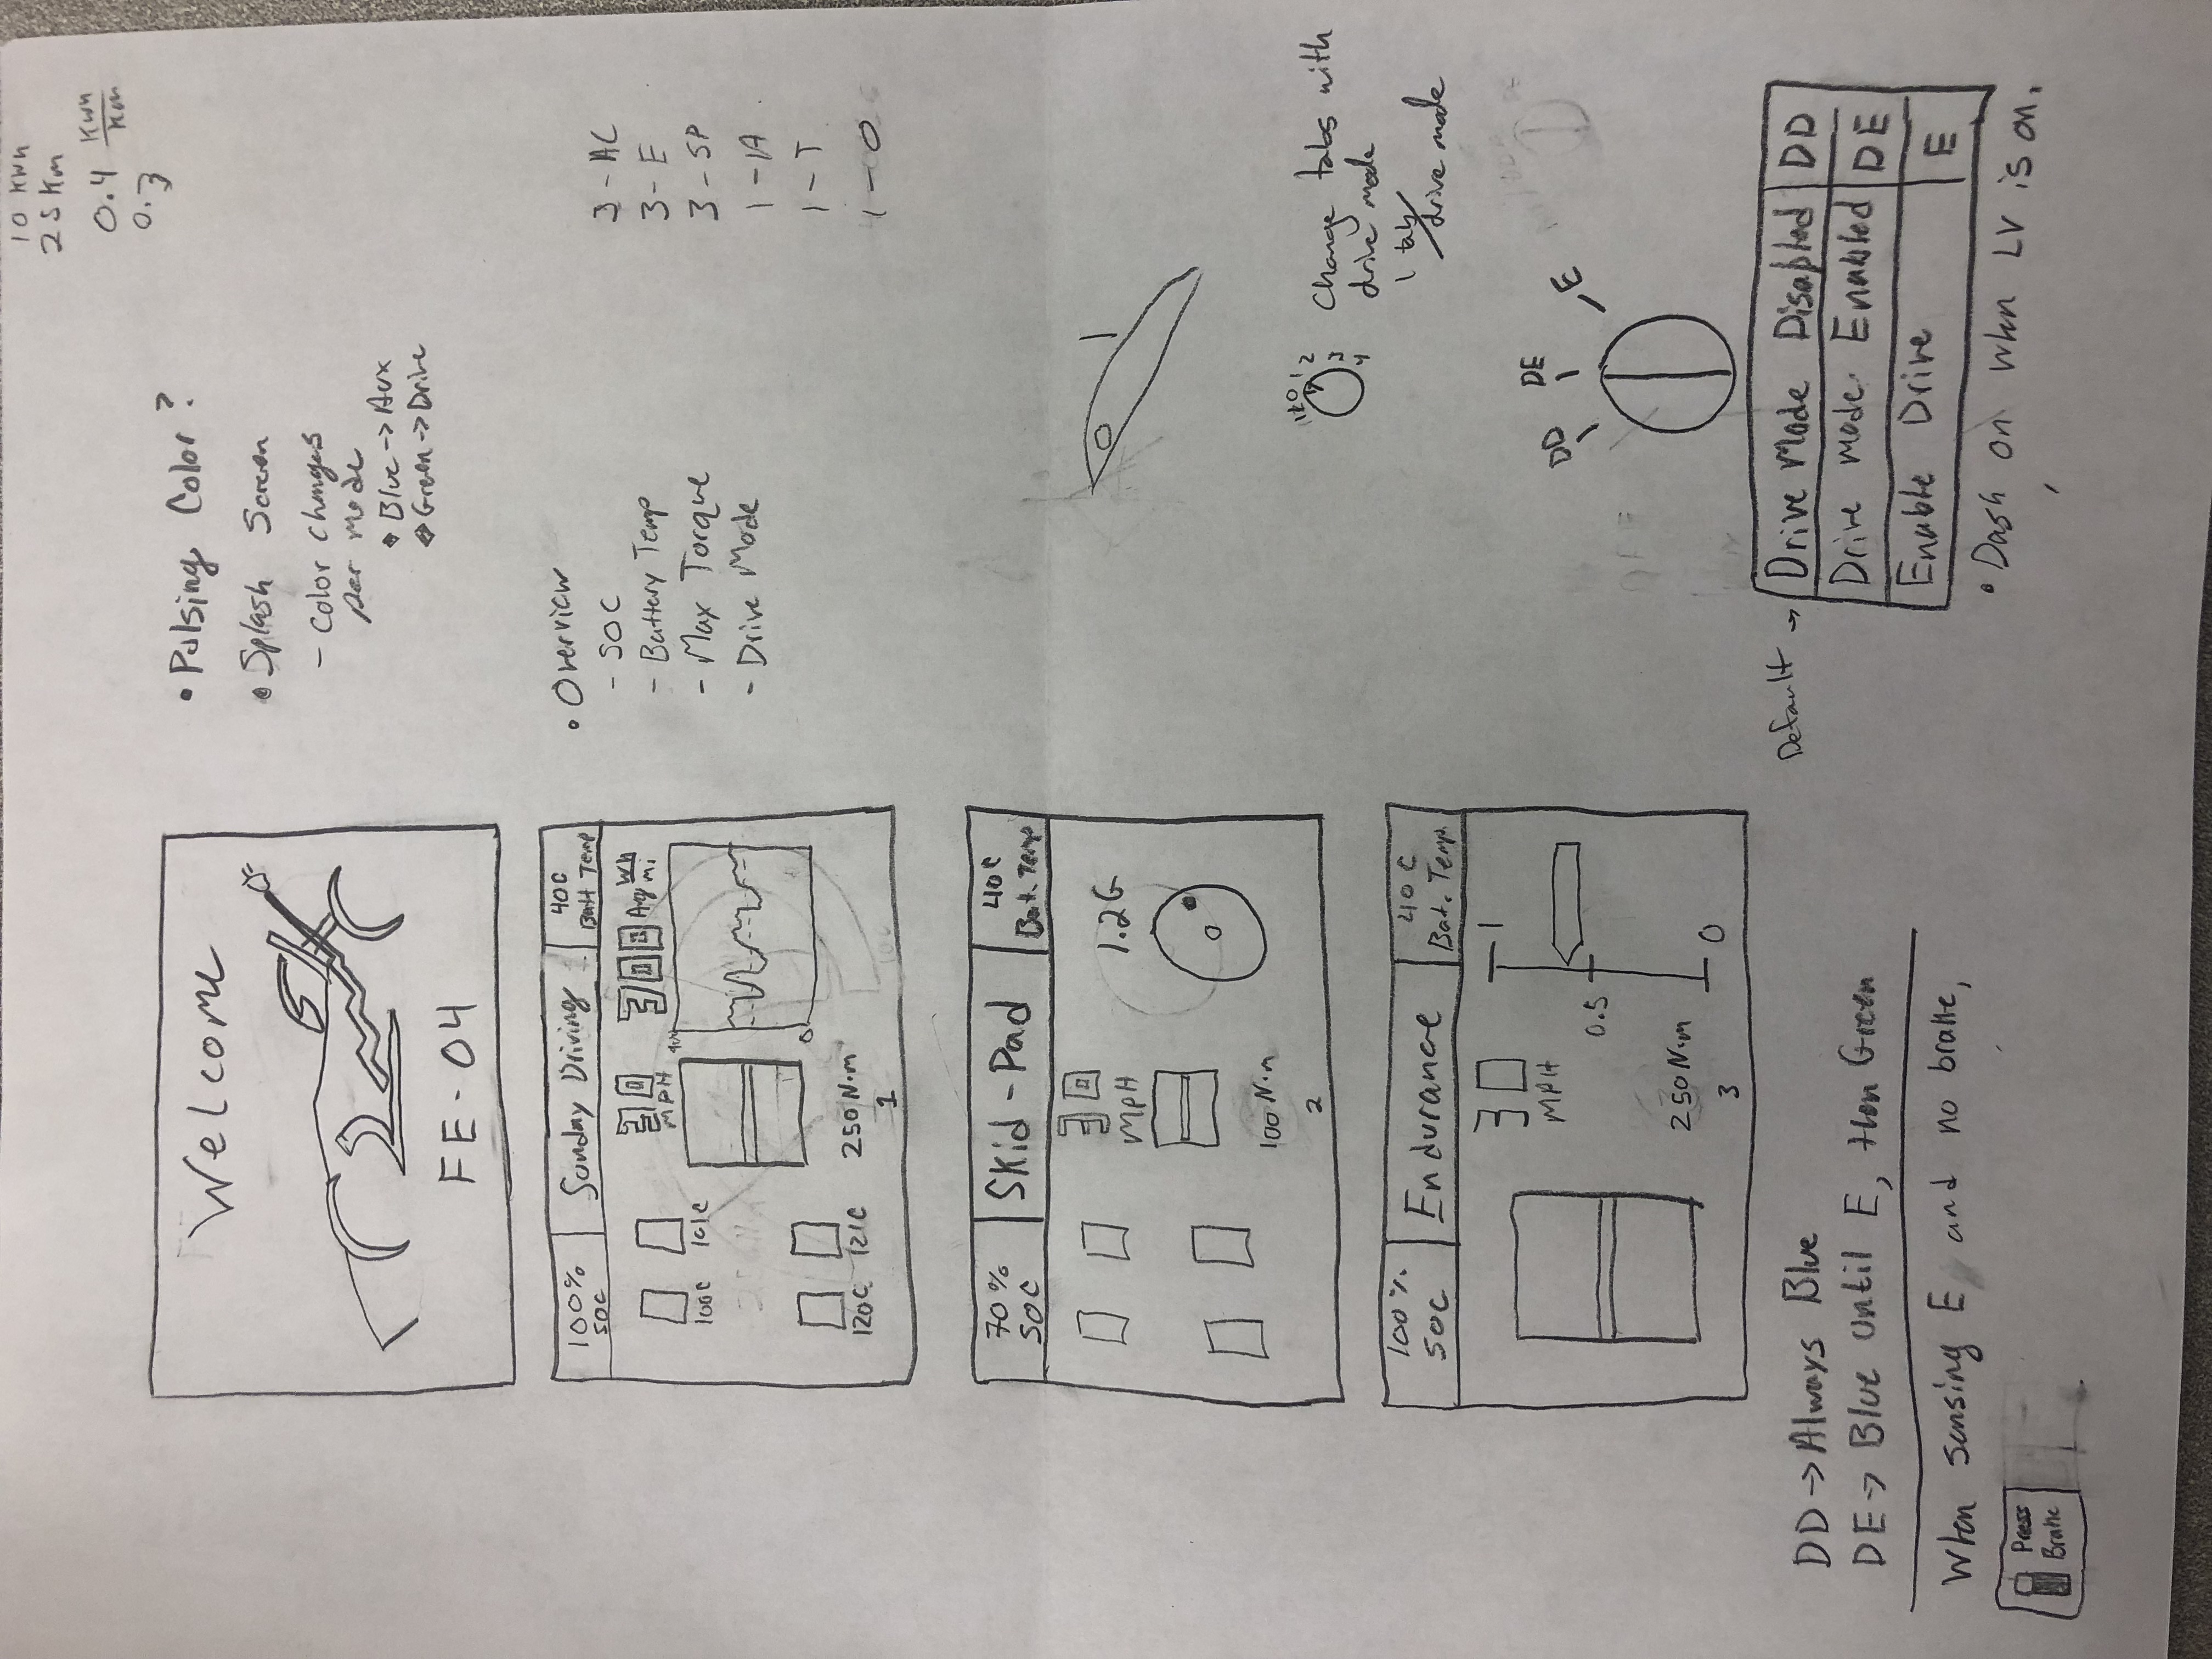 10 KWh
25 Km
0.4 KWh/Km
0.3
Welcome
FE-04
• Pulsing Color?
• Splash Screen
- Color Changes
per mode
◆ Blue -> Aux
◆ Green -> Drive
100% SOC
Sunday Driving
40C Batt Temp
30 MPH
300 Avg Wh/mi
100C 101C
0
120C 121C
250 N·m
1
• Overview
- SOC
- Battery Temp
- Max Torque
- Drive Mode
3 - AC
3 - E
3 - SP
1 - IA
1 - T
1 - O
70% SOC
Skid-Pad
40C Bat. Temp
30 MPH
1.2G
100 N·m
2
1
0 1 2 3 4
Change tabs with
drive mode
1 tab/drive mode
100% SOC
Endurance
40C Bat. Temp.
30 MPH
1
0.5
0
250 N·m
3
DD DE E
Default ->
Drive Mode Disabled DD
Drive mode Enabled DE
Enable Drive E
• Dash on when LV is on.
DD -> Always Blue
DE -> Blue until E, then Green
When sensing E and no brake,
Press
Brake